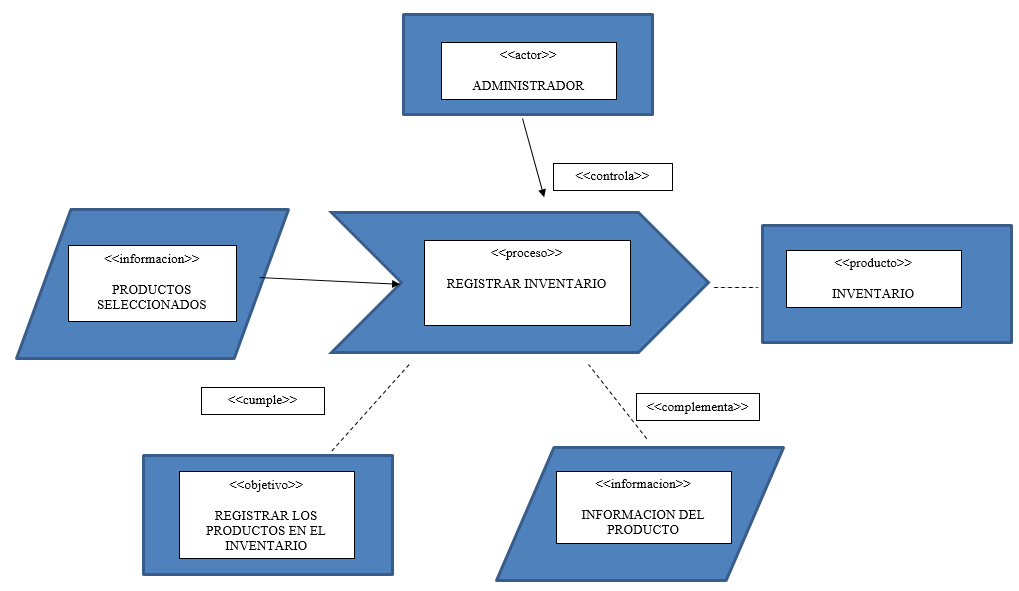 <<actor>>
ADMINISTRADOR
<<controla>>
<<informacion>>
PRODUCTOS
SELECCIONADOS
<<proceso>>
REGISTRAR INVENTARIO
<<producto>>
INVENTARIO
<<cumple>>
<<complementa>>
<<objetivo>>
REGISTRAR LOS
PRODUCTOS EN EL
INVENTARIO
<<informacion>>
INFORMACION DEL
PRODUCTO